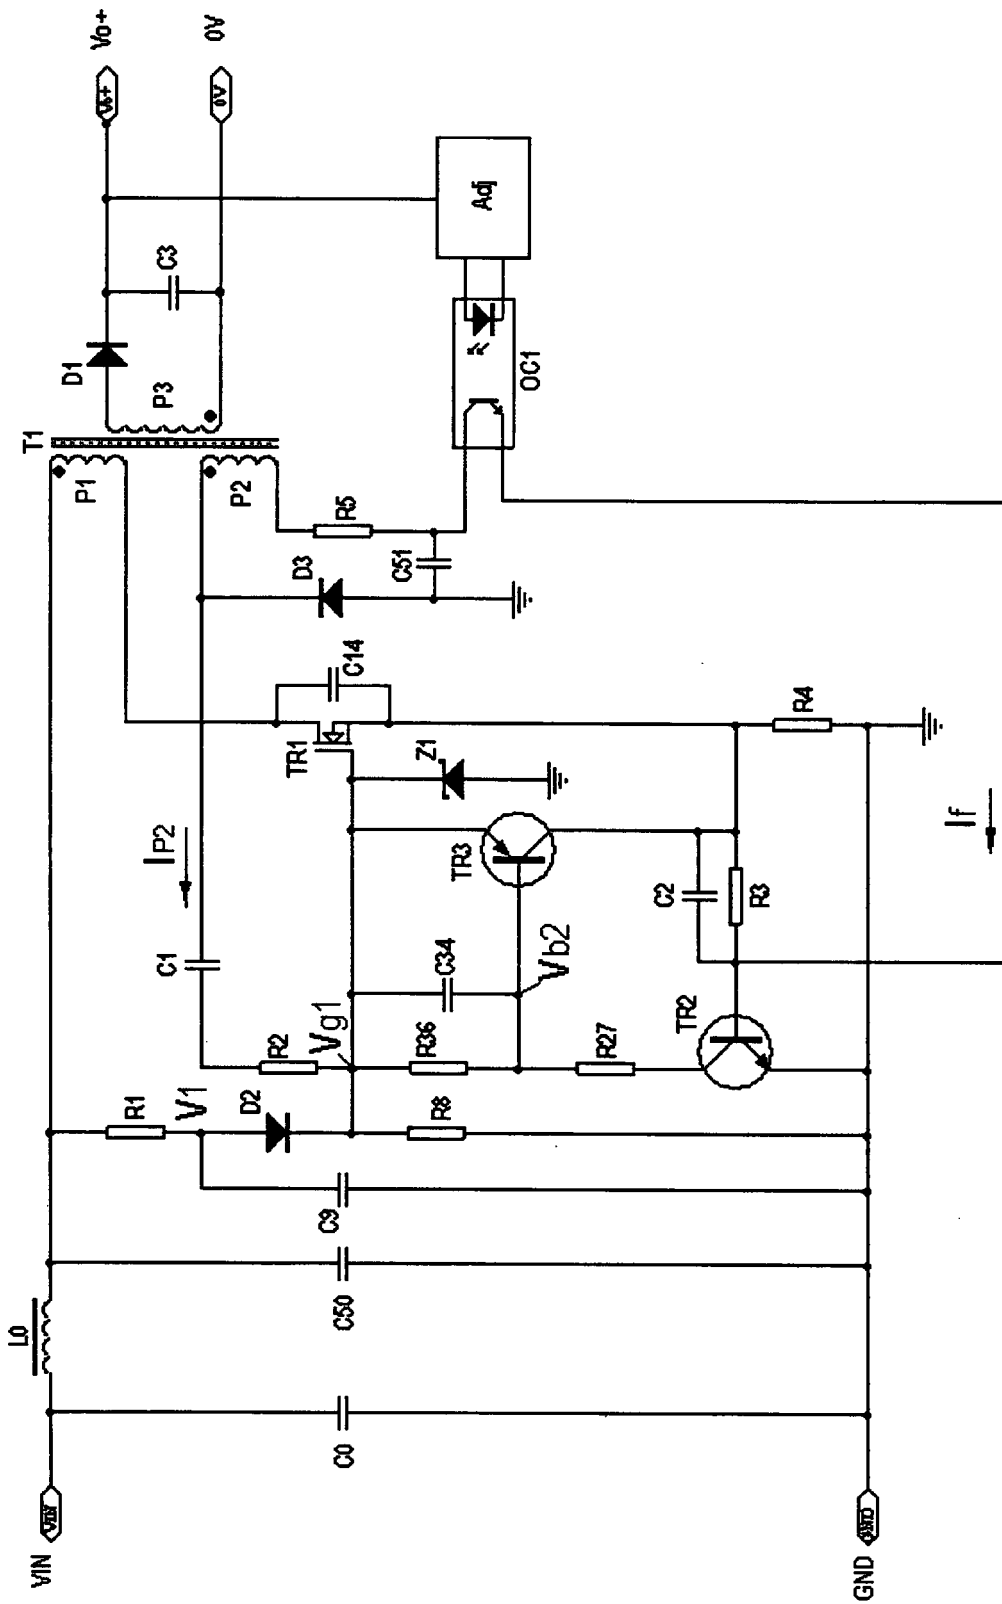 VIN
VIN
L0
C0
C50
C9
R1
V1
D2
R8
R2
Vg1
R36
C34
Vb2
R27
TR2
C1
IP2
TR3
Z1
C2
R3
R4
If
TR1
C14
D3
C51
R5
T1
P1
P2
P3
D1
C3
OC1
Adj
Vo+
0V
0V
GND
GND